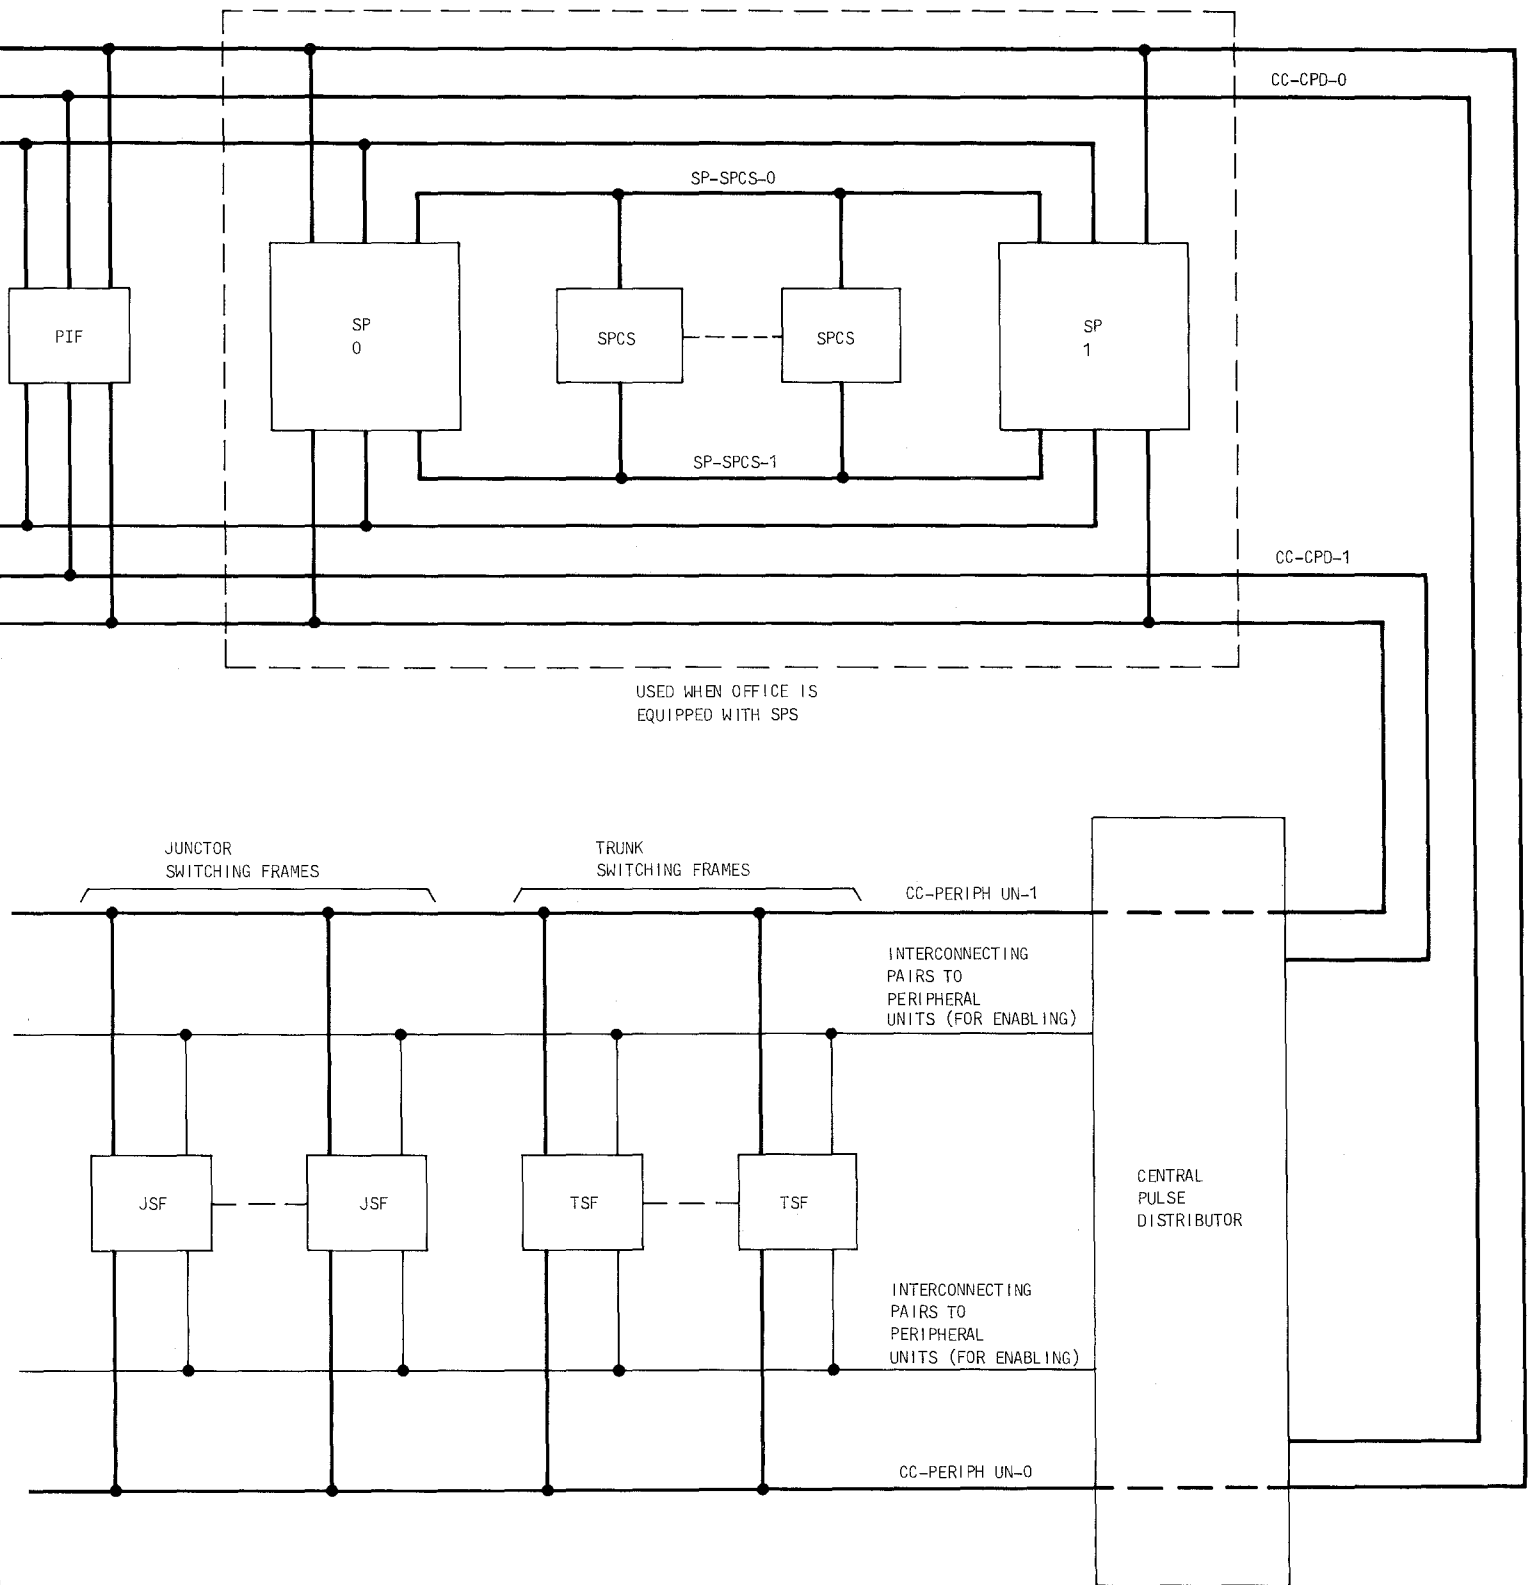 CC-CPD-0
SP-SPCS-0
PIF
SP
0
SPCS
SPCS
SP
1
SP-SPCS-1
CC-CPD-1
USED WHEN OFFICE IS
EQUIPPED WITH SPS
JUNCTOR
SWITCHING FRAMES
TRUNK
SWITCHING FRAMES
CC-PERIPH UN-1
INTERCONNECTING
PAIRS TO
PERIPHERAL
UNITS (FOR ENABLING)
JSF
JSF
TSF
TSF
CENTRAL
PULSE
DISTRIBUTOR
INTERCONNECTING
PAIRS TO
PERIPHERAL
UNITS (FOR ENABLING)
CC-PERIPH UN-0